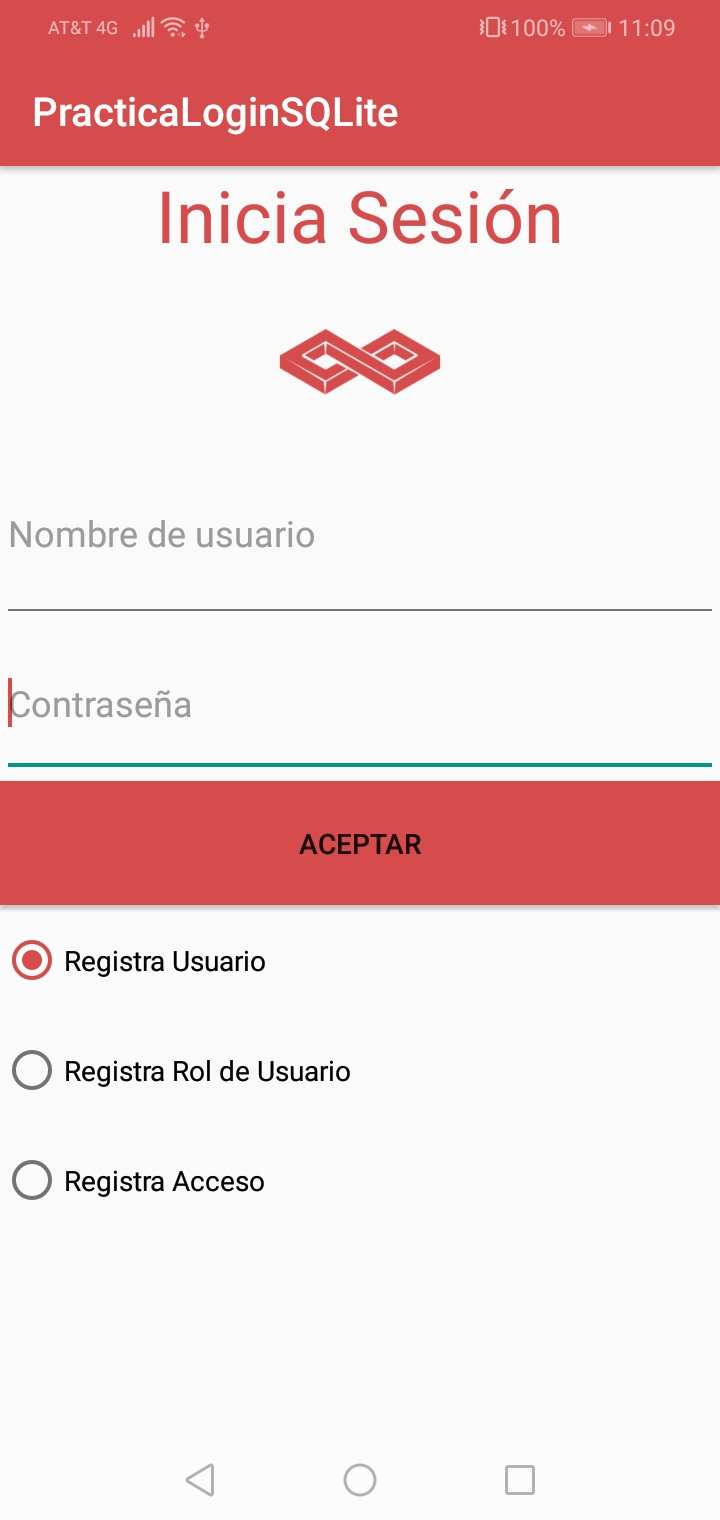 AT&T 4G 100% 11:09
PracticaLoginSQLite
Inicia Sesión
Nombre de usuario
Contraseña
ACEPTAR
Registra Usuario
Registra Rol de Usuario
Registra Acceso